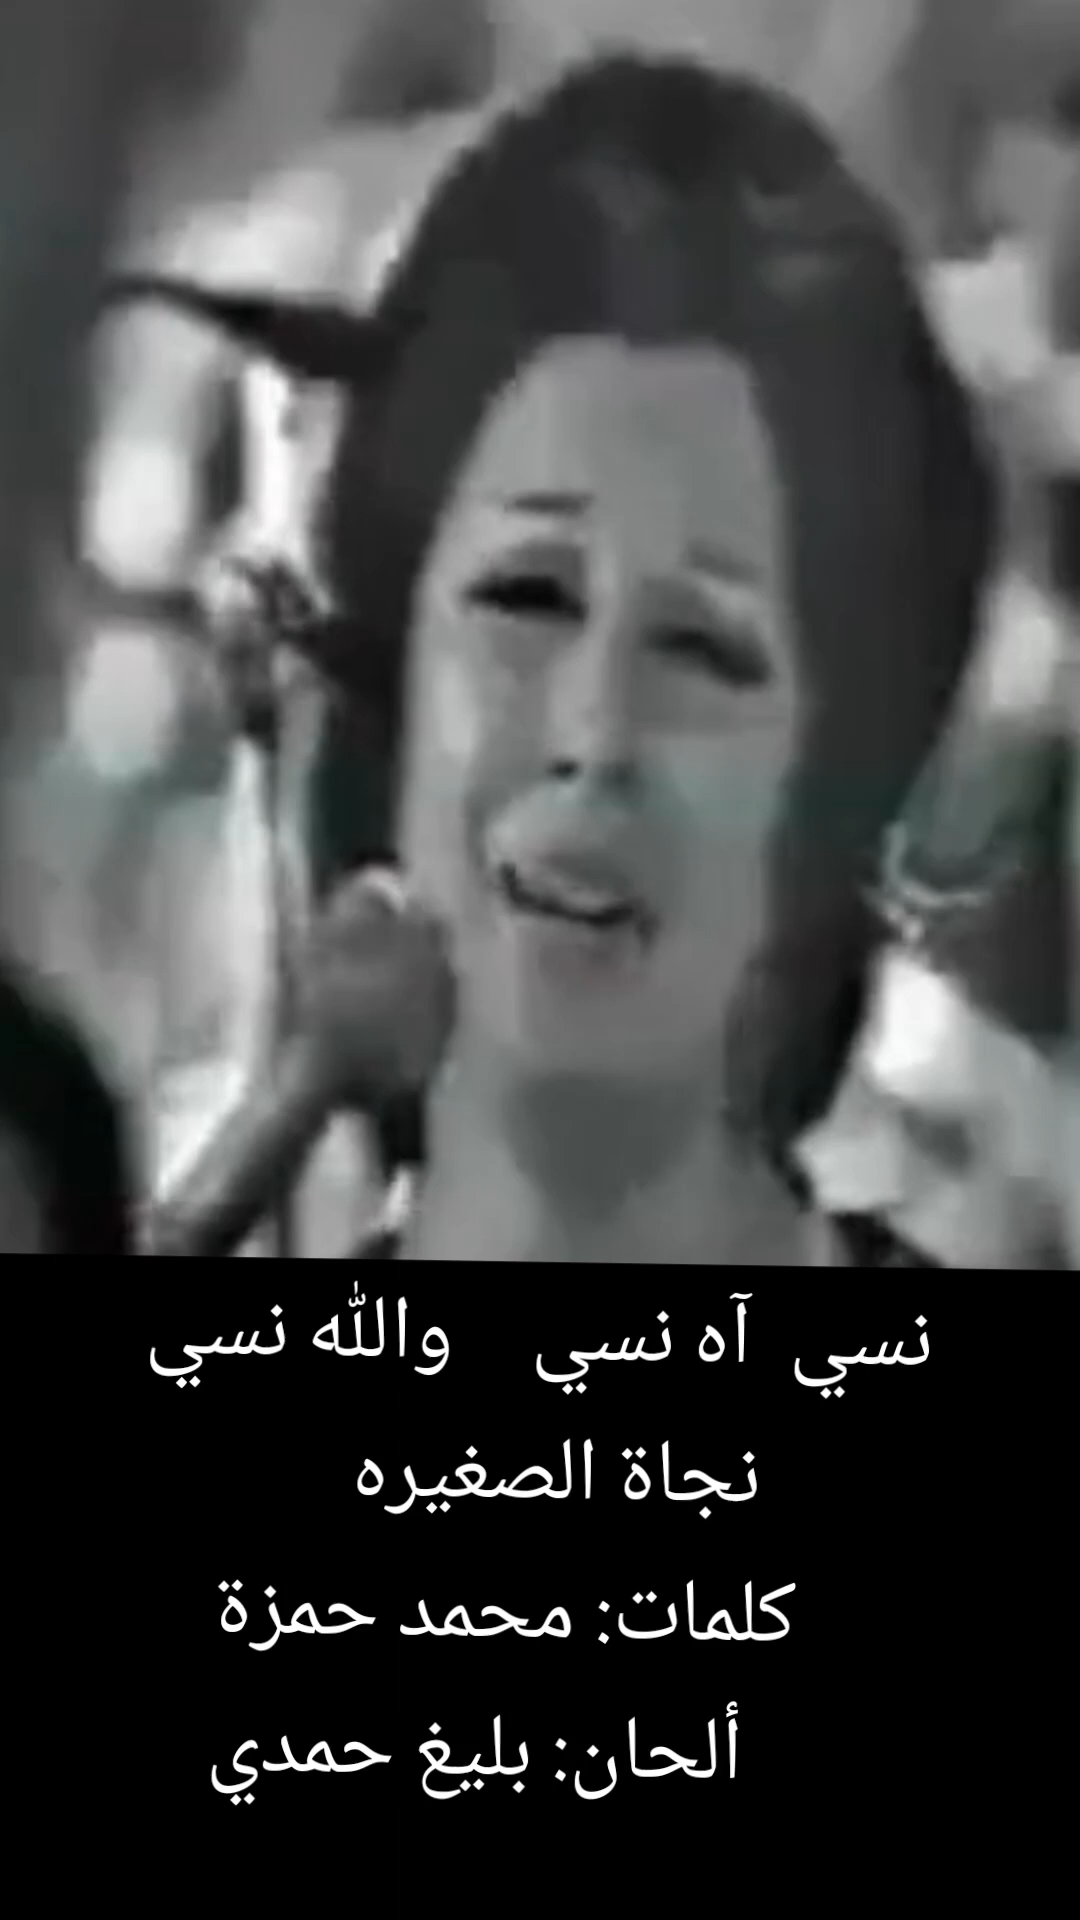 نسي آه نسي والله نسي
نجاة الصغيره
كلمات: محمد حمزة
ألحان: بليغ حمدي